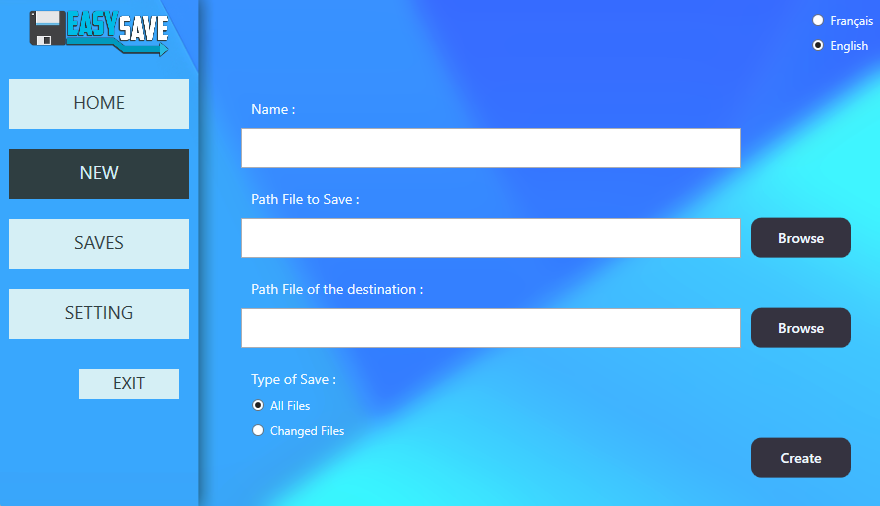 EASY SAVE
HOME
NEW
SAVES
SETTING
EXIT
Français
English
Name :
Path File to Save :
Browse
Path File of the destination :
Browse
Type of Save :
All Files
Changed Files
Create